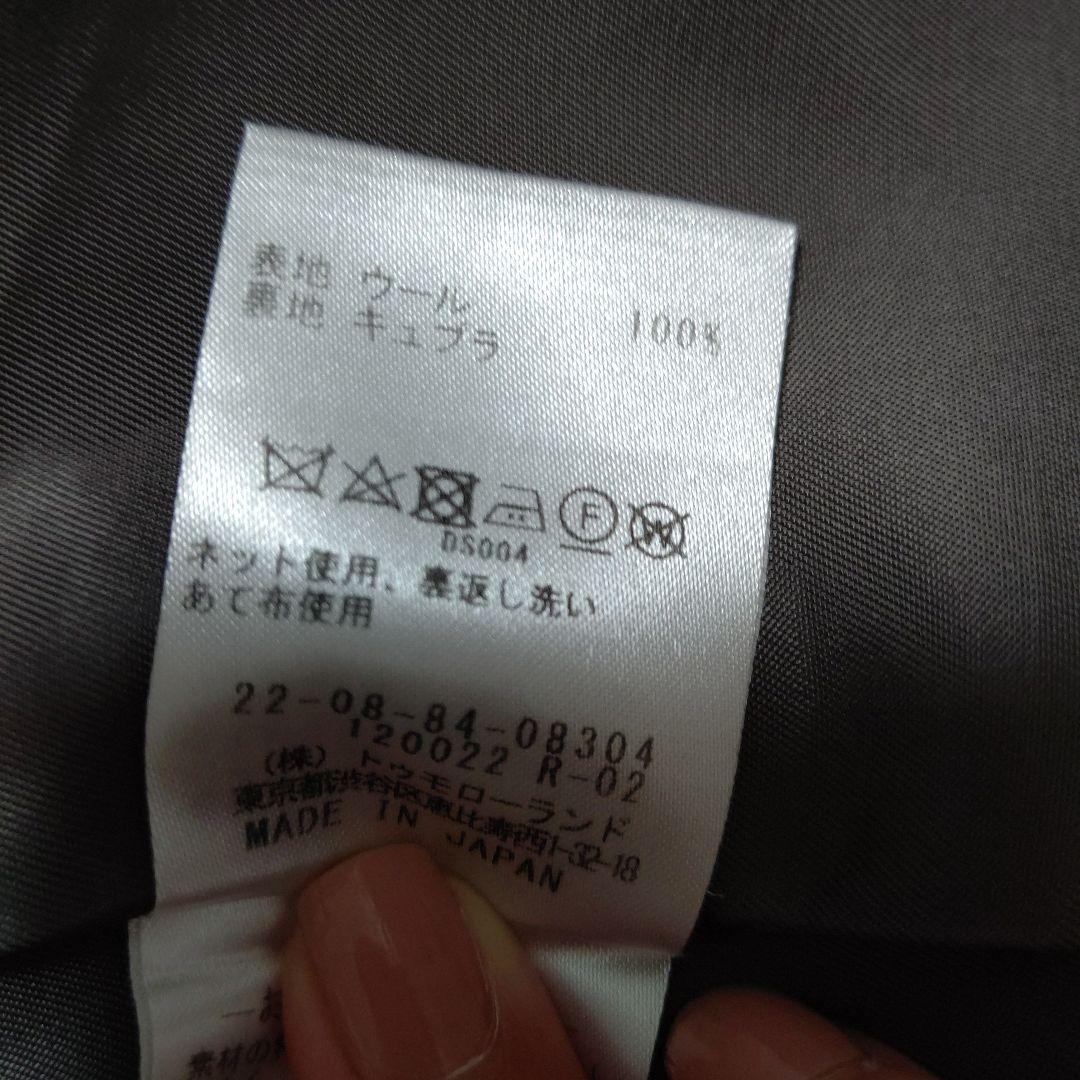 表地 ウール 100%
裏地 キュプラ
F W
DS004
ネット使用、裏返し洗い
あて布使用
22-08-84-08304
120022 R-02
(株) トゥモローランド
東京都渋谷区恵比寿西1-32-18
MADE IN JAPAN
素材の